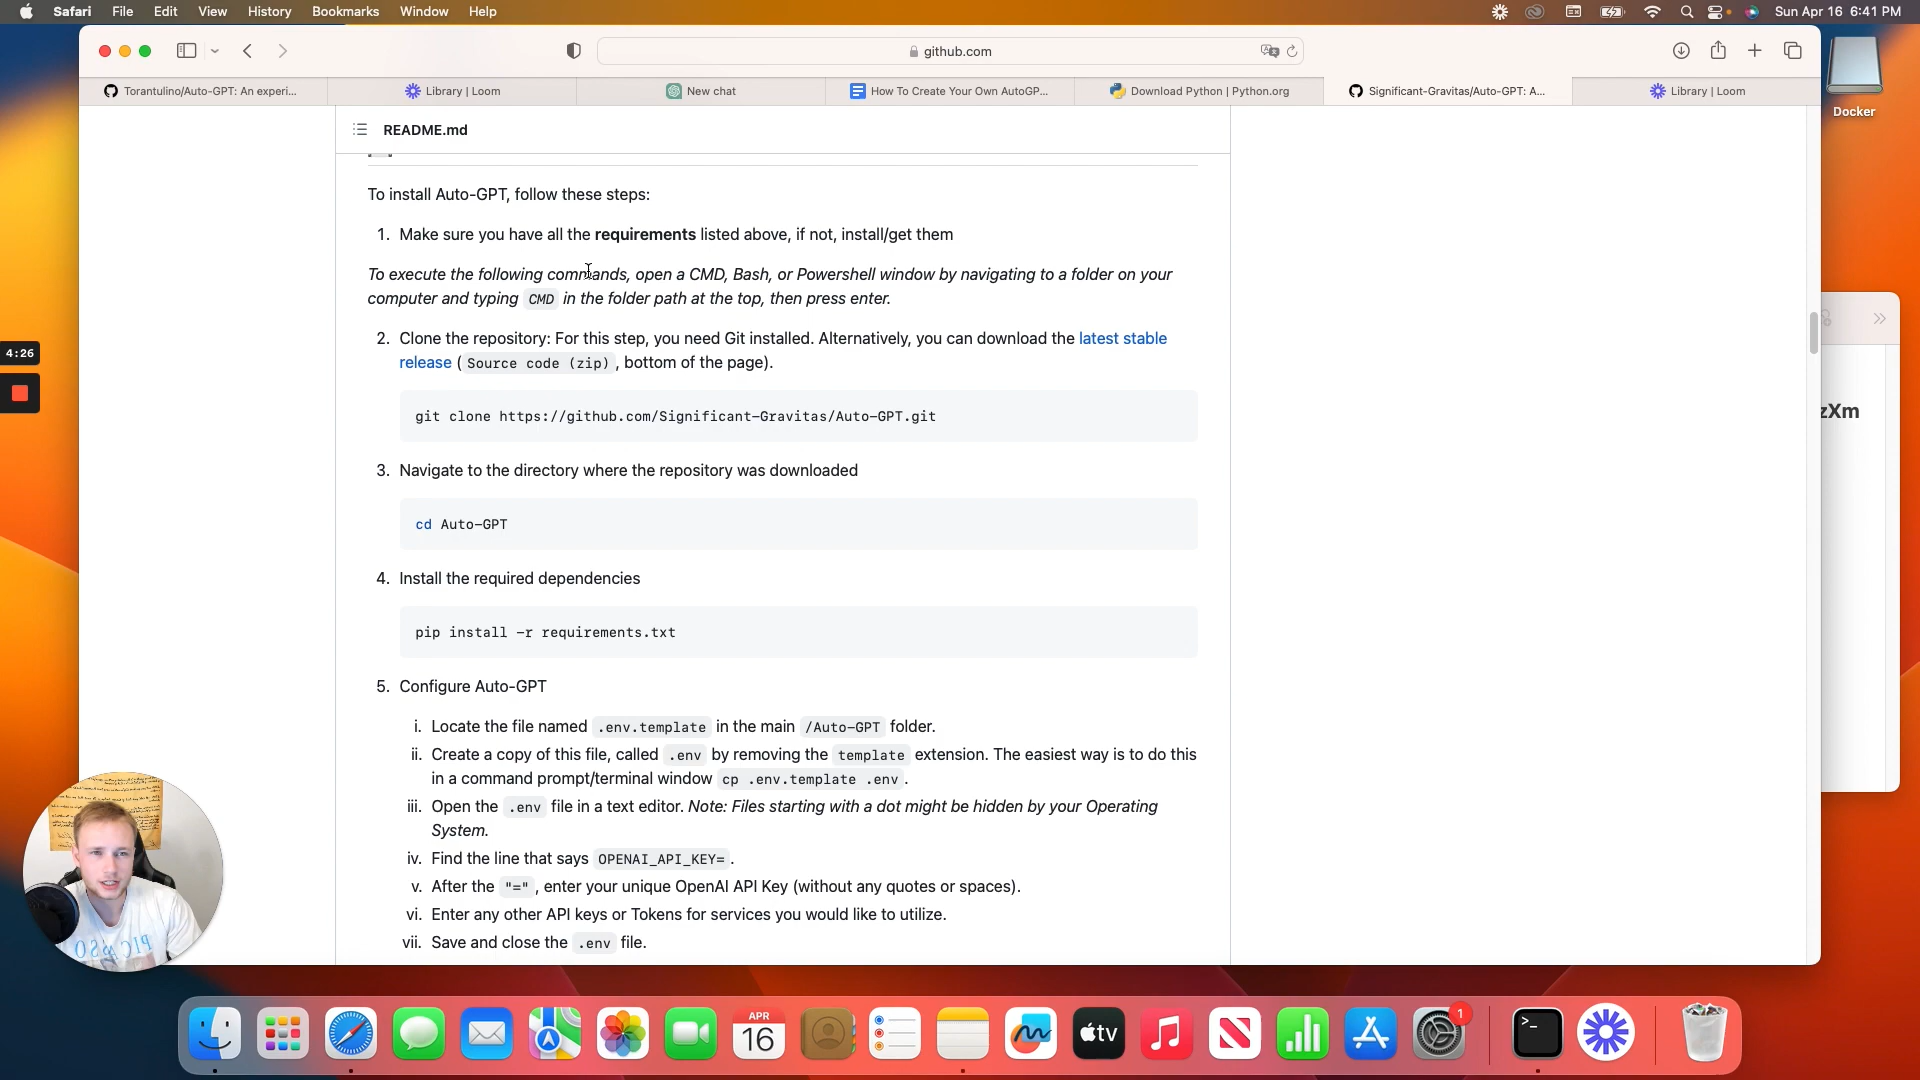 Safari File Edit View History Bookmarks Window Help Sun Apr 16 6:41 PM
github.com
Torantulino/Auto-GPT: An experi... Library | Loom New chat How To Create Your Own AutoGP... Download Python | Python.org Significant-Gravitas/Auto-GPT: A... Library | Loom
Docker
README.md
To install Auto-GPT, follow these steps:
1. Make sure you have all the requirements listed above, if not, install/get them
To execute the following commands, open a CMD, Bash, or Powershell window by navigating to a folder on your
computer and typing CMD in the folder path at the top, then press enter.
2. Clone the repository: For this step, you need Git installed. Alternatively, you can download the latest stable
release ( Source code (zip) , bottom of the page).
git clone https://github.com/Significant-Gravitas/Auto-GPT.git
3. Navigate to the directory where the repository was downloaded
cd Auto-GPT
4. Install the required dependencies
pip install -r requirements.txt
5. Configure Auto-GPT
i. Locate the file named .env.template in the main /Auto-GPT folder.
ii. Create a copy of this file, called .env by removing the template extension. The easiest way is to do this
in a command prompt/terminal window cp .env.template .env .
iii. Open the .env file in a text editor. Note: Files starting with a dot might be hidden by your Operating
System.
iv. Find the line that says OPENAI_API_KEY= .
v. After the "=" , enter your unique OpenAI API Key (without any quotes or spaces).
vi. Enter any other API keys or Tokens for services you would like to utilize.
vii. Save and close the .env file.
4:26
zXm
PICASSO
APR
16
tv
1
>_